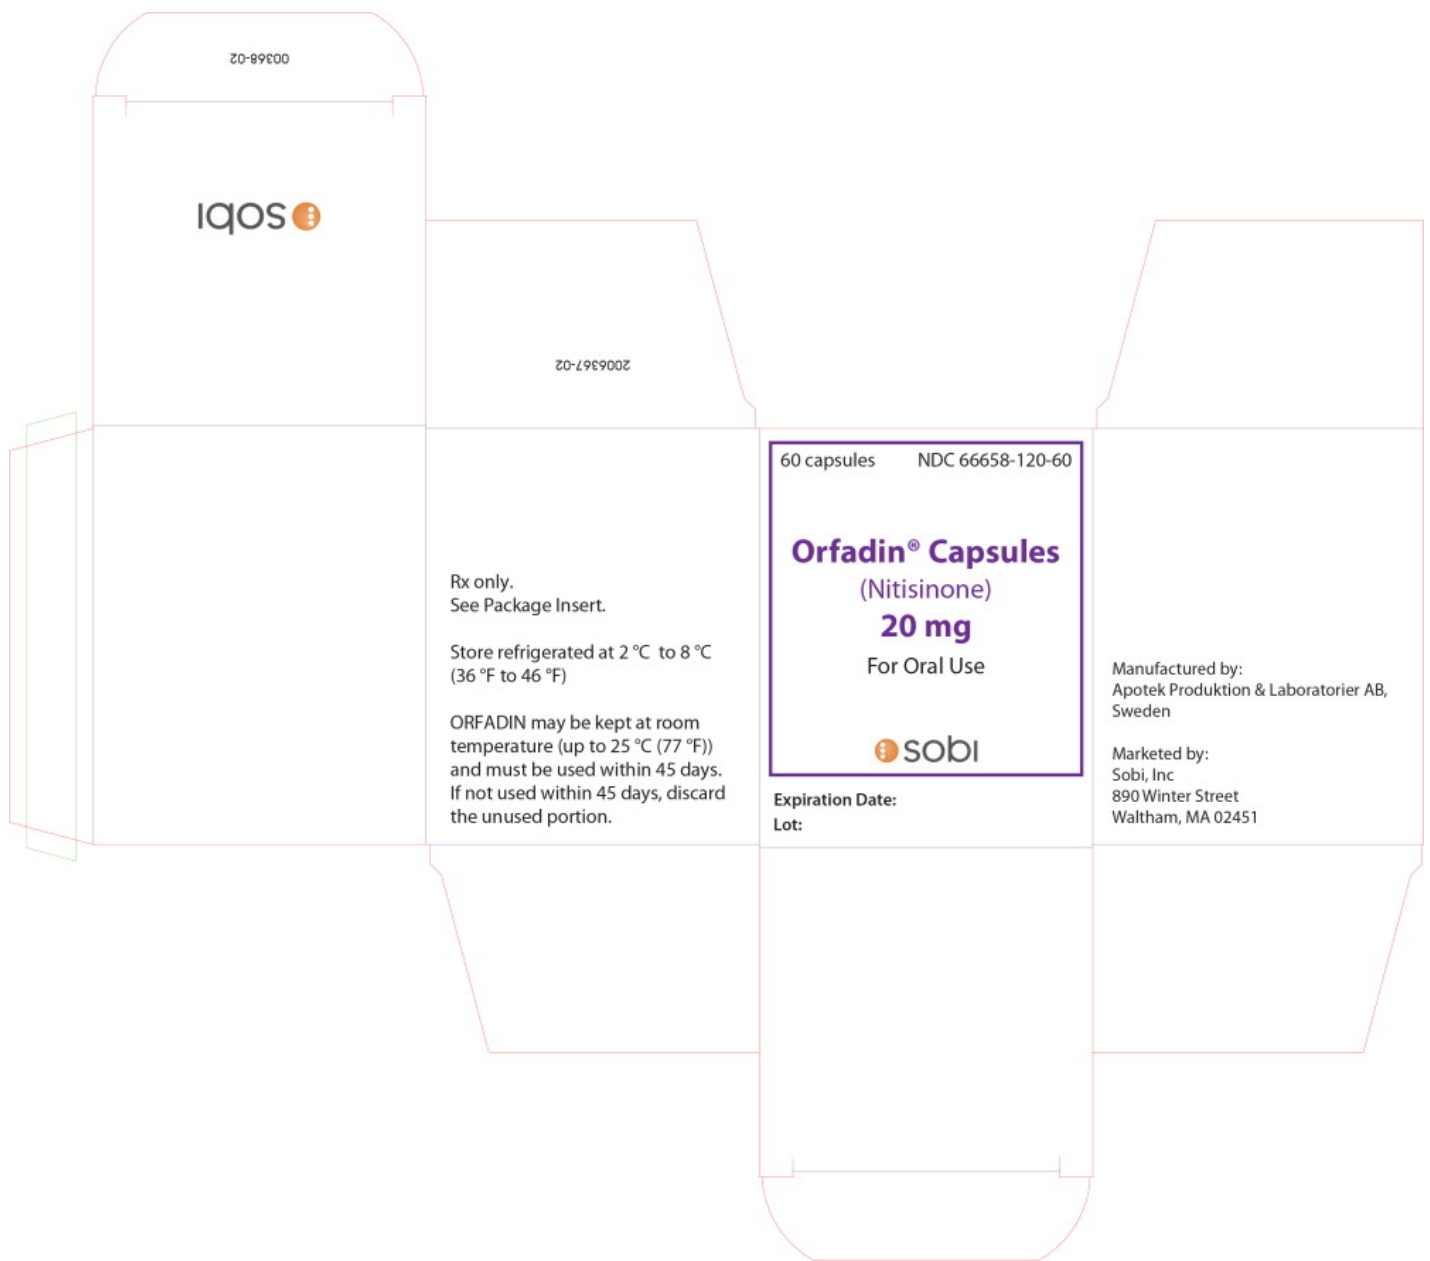 00368-02
sobi
2006367-02
60 capsules NDC 66658-120-60
Orfadin® Capsules
(Nitisinone)
20 mg
For Oral Use
sobi
Expiration Date:
Lot:
Rx only.
See Package Insert.
Store refrigerated at 2 °C to 8 °C
(36 °F to 46 °F)
ORFADIN may be kept at room
temperature (up to 25 °C (77 °F))
and must be used within 45 days.
If not used within 45 days, discard
the unused portion.
Manufactured by:
Apotek Produktion & Laboratorier AB,
Sweden
Marketed by:
Sobi, Inc
890 Winter Street
Waltham, MA 02451